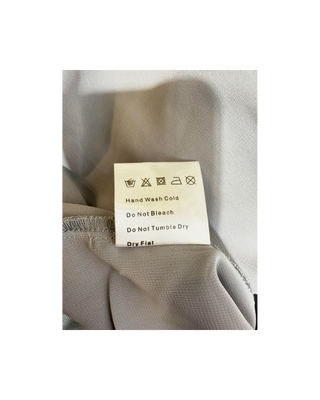 Hand Wash Cold
Do Not Bleach
Do Not Tumble Dry
Dry Flat